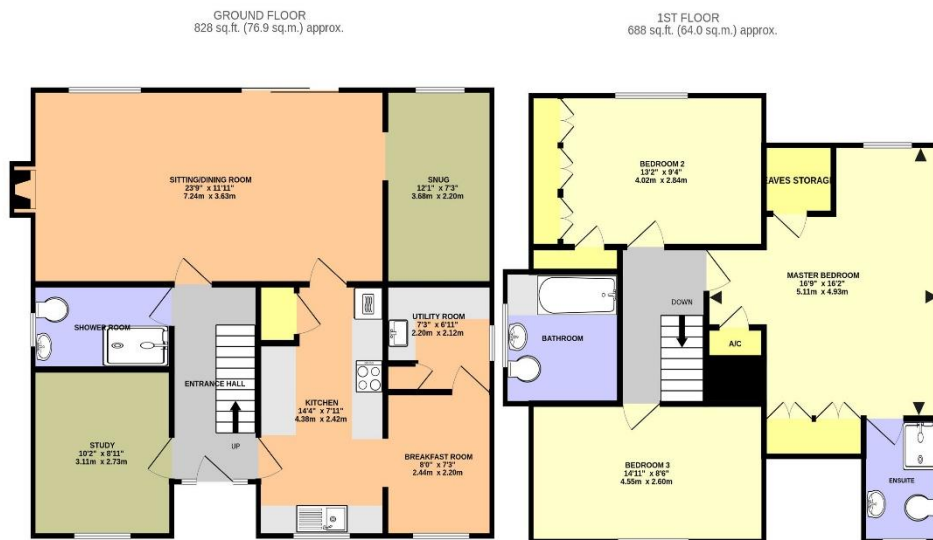 GROUND FLOOR
828 sq.ft. (76.9 sq.m.) approx.
SITTING/DINING ROOM
23'9" x 11'11"
7.24m x 3.63m
SNUG
12'1" x 7'3"
3.68m x 2.20m
SHOWER ROOM
UTILITY ROOM
7'3" x 6'11"
2.20m x 2.12m
ENTRANCE HALL
KITCHEN
14'4" x 7'11"
4.38m x 2.42m
UP
STUDY
10'2" x 8'11"
3.11m x 2.73m
BREAKFAST ROOM
8'0" x 7'3"
2.44m x 2.20m
1ST FLOOR
688 sq.ft. (64.0 sq.m.) approx.
BEDROOM 2
13'2" x 9'4"
4.02m x 2.84m
EAVES STORAGE
MASTER BEDROOM
16'9" x 16'2"
5.11m x 4.93m
DOWN
BATHROOM
A/C
BEDROOM 3
14'11" x 8'6"
4.55m x 2.60m
ENSUITE